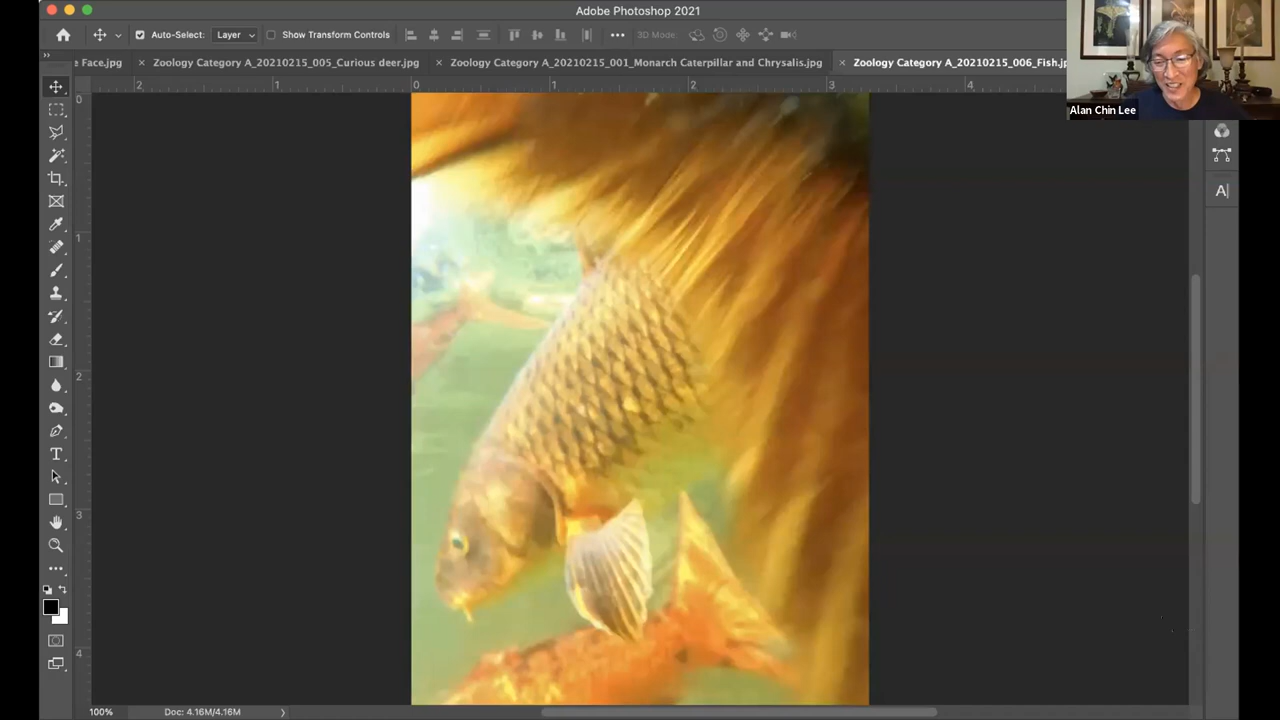 Adobe Photoshop 2021
Auto-Select: Layer Show Transform Controls 3D Mode:
e Face.jpg Zoology Category A_20210215_005_Curious deer.jpg Zoology Category A_20210215_001_Monarch Caterpillar and Chrysalis.jpg Zoology Category A_20210215_006_Fish.jp
Alan Chin Lee
2 1 0 1 2 3 4
0
1
2
3
4
A
T
100% Doc: 4.16M/4.16M